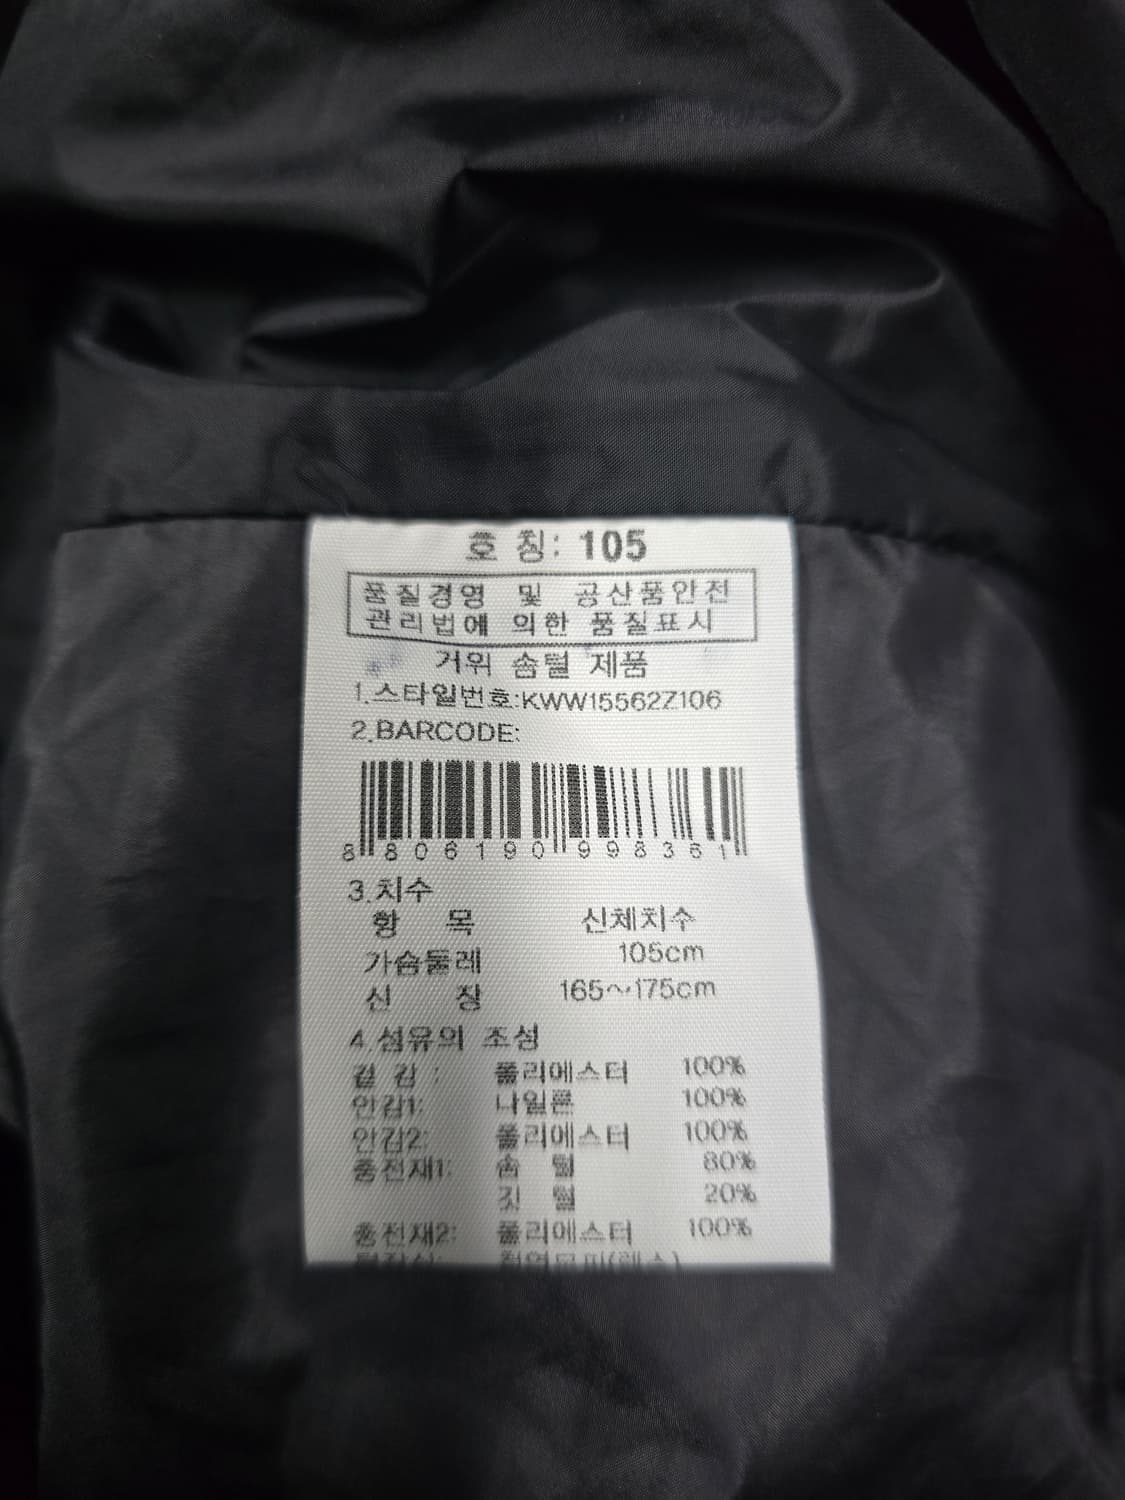 호 칭: 105
품질경영 및 공산품안전
관리법에 의한 품질표시
거위 솜털 제품
1.스타일번호:KWW15562Z106
2.BARCODE:
8 806190 998361
3.치수
항 목 신체치수
가슴둘레 105cm
신 장 165~175cm
4.섬유의 조성
겉 감 : 폴리에스터 100%
안감1: 나일론 100%
안감2: 폴리에스터 100%
충전재1: 솜 털 80%
깃 털 20%
충전재2: 폴리에스터 100%